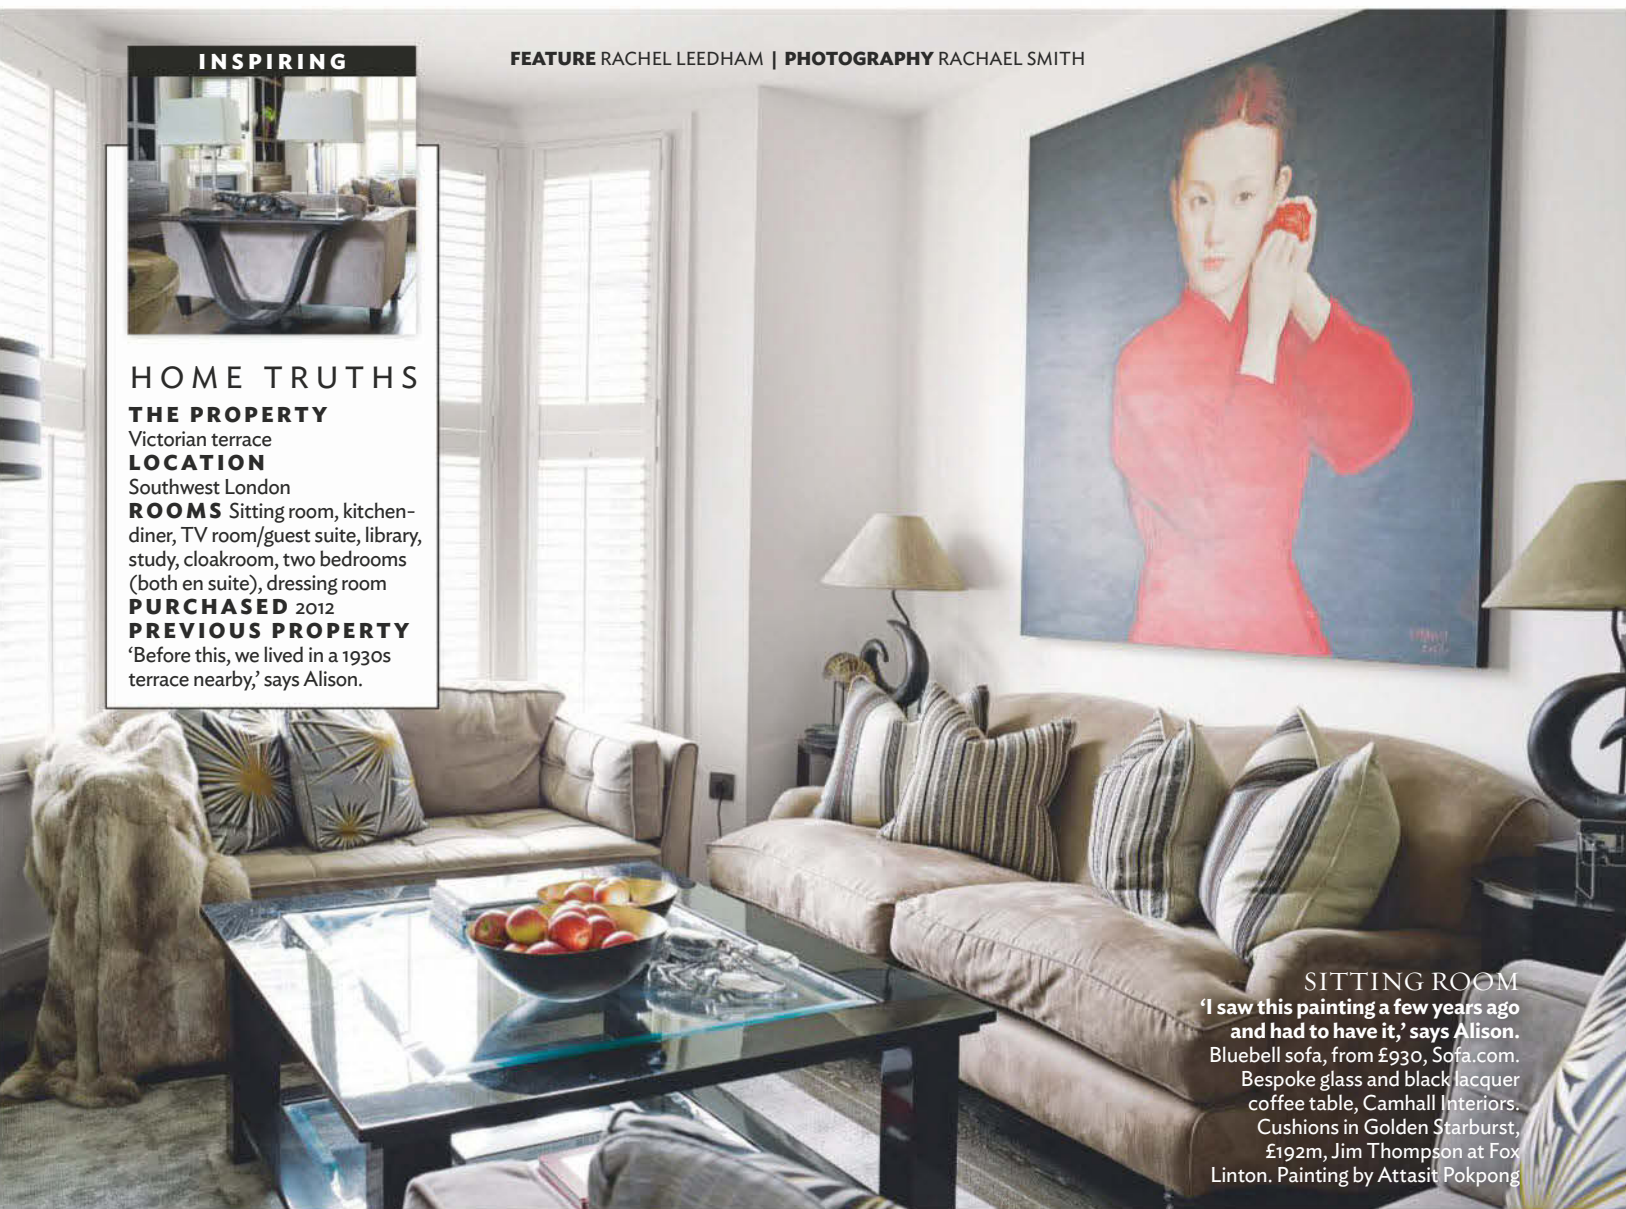 INSPIRING
FEATURE RACHEL LEEDHAM | PHOTOGRAPHY RACHAEL SMITH
HOME TRUTHS
THE PROPERTY
Victorian terrace
LOCATION
Southwest London
ROOMS Sitting room, kitchen-
diner, TV room/guest suite, library,
study, cloakroom, two bedrooms
(both en suite), dressing room
PURCHASED 2012
PREVIOUS PROPERTY
‘Before this, we lived in a 1930s
terrace nearby,’ says Alison.
SITTING ROOM
‘I saw this painting a few years ago
and had to have it,’ says Alison.
Bluebell sofa, from £930, Sofa.com.
Bespoke glass and black lacquer
coffee table, Camhall Interiors.
Cushions in Golden Starburst,
£192m, Jim Thompson at Fox
Linton. Painting by Attasit Pokpong